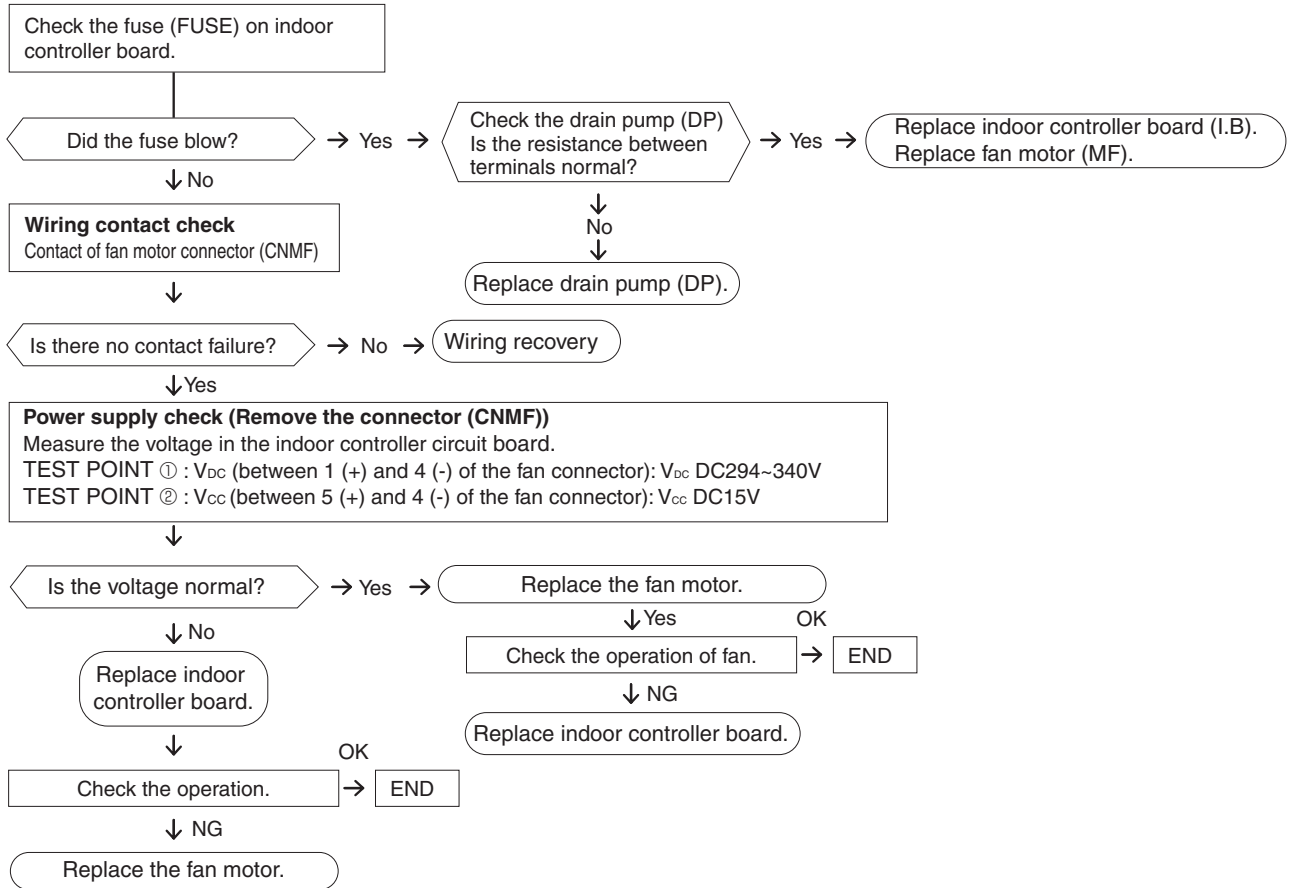 Check the fuse (FUSE) on indoor
controller board.
Did the fuse blow?
Yes
Check the drain pump (DP)
Is the resistance between
terminals normal?
Yes
Replace indoor controller board (I.B).
Replace fan motor (MF).
No
No
Replace drain pump (DP).
Wiring contact check
Contact of fan motor connector (CNMF)
Is there no contact failure?
No
Wiring recovery
Yes
Power supply check (Remove the connector (CNMF))
Measure the voltage in the indoor controller circuit board.
TEST POINT ① : VDC (between 1 (+) and 4 (-) of the fan connector): VDC DC294~340V
TEST POINT ② : VCC (between 5 (+) and 4 (-) of the fan connector): Vcc DC15V
Is the voltage normal?
Yes
Replace the fan motor.
Yes
Check the operation of fan.
OK
END
NG
Replace indoor controller board.
No
Replace indoor
controller board.
Check the operation.
OK
END
NG
Replace the fan motor.